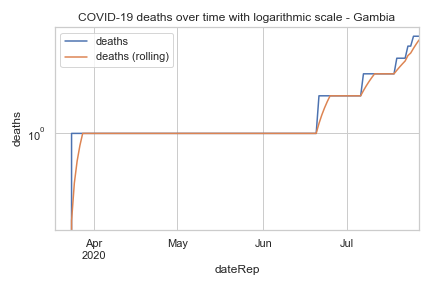 COVID-19 deaths over time with logarithmic scale - Gambia
deaths
deaths (rolling)
deaths
10⁰
Apr
2020
May
Jun
Jul
dateRep